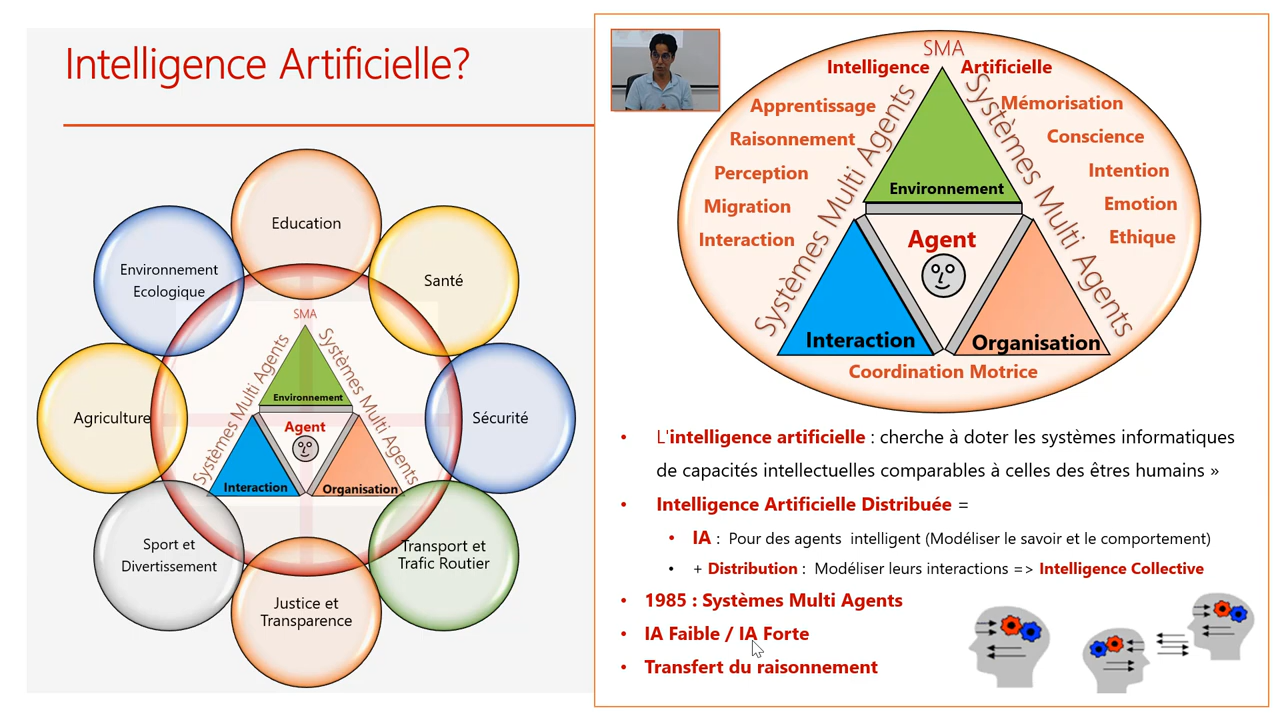 Intelligence Artificielle?
Education
Environnement
Ecologique
Santé
Agriculture
Sécurité
Sport et
Divertissement
Transport et
Trafic Routier
Justice et
Transparence
SMA
Systèmes Multi Agents
Systèmes Multi Agents
Environnement
Agent
Interaction
Organisation
SMA
Intelligence Artificielle
Apprentissage
Raisonnement
Perception
Migration
Interaction
Mémorisation
Conscience
Intention
Emotion
Ethique
Systèmes Multi Agents
Systèmes Multi Agents
Environnement
Agent
Interaction
Organisation
Coordination Motrice
• L'intelligence artificielle : cherche à doter les systèmes informatiques
de capacités intellectuelles comparables à celles des êtres humains »
• Intelligence Artificielle Distribuée =
• IA : Pour des agents intelligent (Modéliser le savoir et le comportement)
• + Distribution : Modéliser leurs interactions => Intelligence Collective
• 1985 : Systèmes Multi Agents
• IA Faible / IA Forte
• Transfert du raisonnement